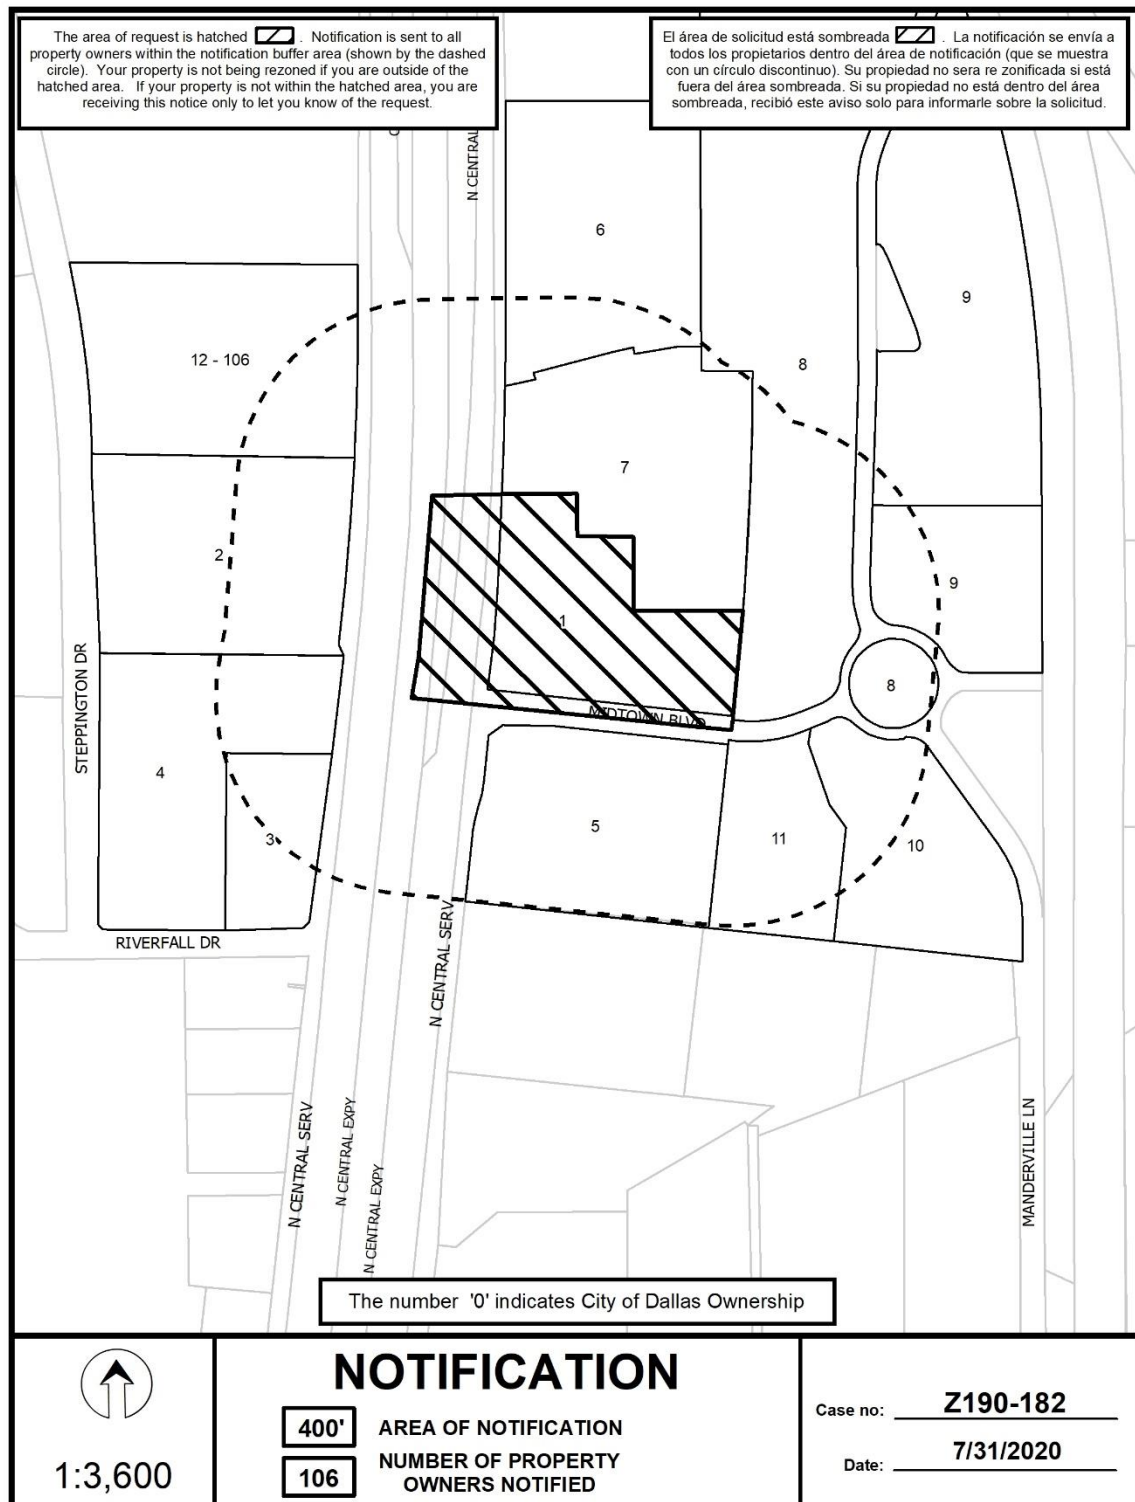 The area of request is hatched . Notification is sent to all
property owners within the notification buffer area (shown by the dashed
circle). Your property is not being rezoned if you are outside of the
hatched area. If your property is not within the hatched area, you are
receiving this notice only to let you know of the request.
El área de solicitud está sombreada . La notificación se envía a
todos los propietarios dentro del área de notificación (que se muestra
con un círculo discontinuo). Su propiedad no sera re zonificada si está
fuera del área sombreada. Si su propiedad no está dentro del área
sombreada, recibió este aviso solo para informarle sobre la solicitud.
N CENTRAL
6
9
12 - 106
8
7
2
9
1
8
MIDTOWN BLVD
STEPPINGTON DR
4
3
5
11
10
RIVERFALL DR
N CENTRAL SERV
N CENTRAL SERV
N CENTRAL EXPY
N CENTRAL EXPY
MANDERVILLE LN
The number '0' indicates City of Dallas Ownership
1:3,600
NOTIFICATION
400' AREA OF NOTIFICATION
106 NUMBER OF PROPERTY
OWNERS NOTIFIED
Case no: Z190-182
Date: 7/31/2020